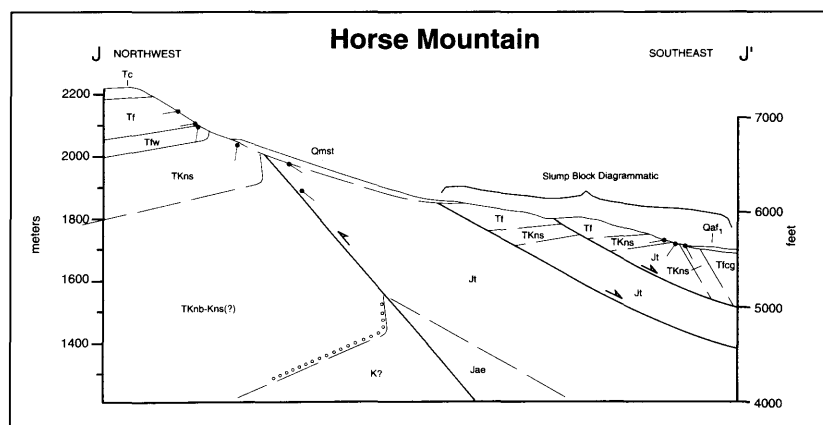 Horse Mountain
J NORTHWEST
SOUTHEAST J'
Tc
2200
7000
Tf
Tfw
2000
Qmst
TKns
Slump Block Diagrammatic
1800
6000
Tf
Tf
Qaf1
TKns
TKns
Jt
TKns
Tfcg
meters
feet
1600
Jt
Jt
5000
TKnb-Kns(?)
1400
K?
Jae
4000